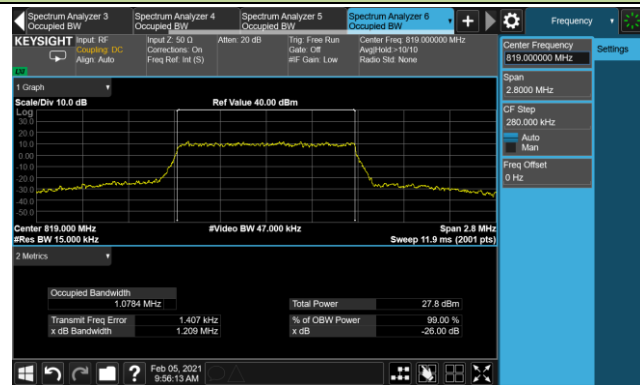 Spectrum Analyzer 3
Occupied BW
Spectrum Analyzer 4
Occupied BW
Spectrum Analyzer 5
Occupied BW
Spectrum Analyzer 6
Occupied BW
Frequency
KEYSIGHT
Input: RF
Coupling: DC
Align: Auto
Input Z: 50 Ω
Corrections: On
Freq Ref: Int (S)
Atten: 20 dB
Trig: Free Run
Gate: Off
#IF Gain: Low
Center Freq: 819.000000 MHz
Avg|Hold:>10/10
Radio Std: None
Center Frequency
819.000000 MHz
Settings
Span
2.8000 MHz
CF Step
280.000 kHz
Auto
Man
Freq Offset
0 Hz
1 Graph
Scale/Div 10.0 dB
Ref Value 40.00 dBm
Log
30.0
20.0
10.0
0.00
-10.0
-20.0
-30.0
-40.0
-50.0
Center 819.000 MHz
#Video BW 47.000 kHz
Span 2.8 MHz
#Res BW 15.000 kHz
Sweep 11.9 ms (2001 pts)
2 Metrics
Occupied Bandwidth
1.0784 MHz
Total Power
27.8 dBm
Transmit Freq Error
1.407 kHz
% of OBW Power
99.00 %
x dB Bandwidth
1.209 MHz
x dB
-26.00 dB
?
Feb 05, 2021
9:56:13 AM